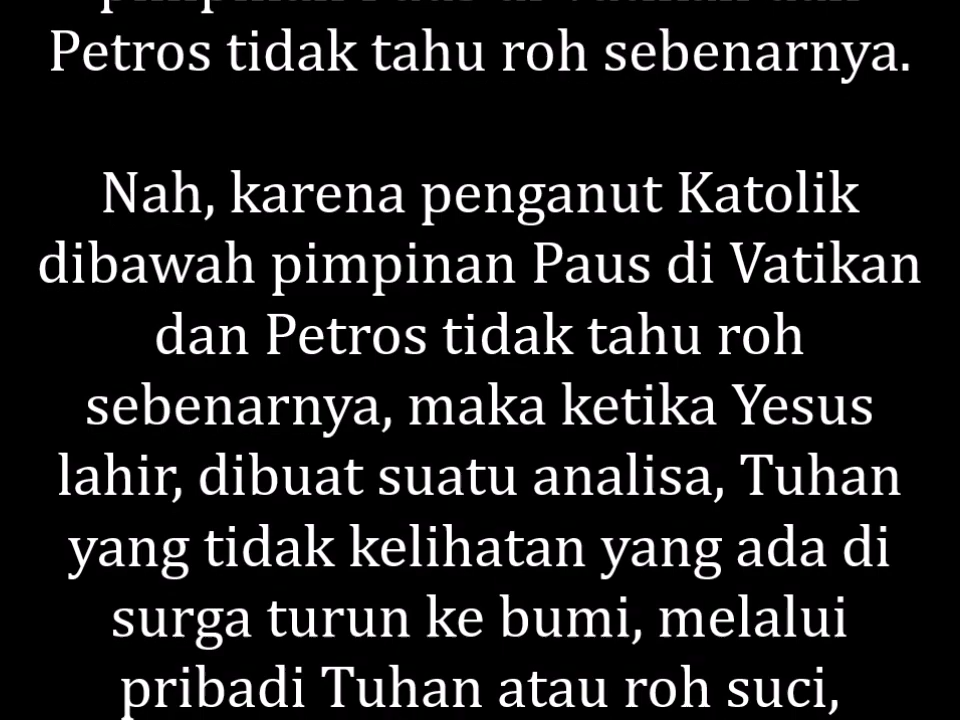 Petros tidak tahu roh sebenarnya.
Nah, karena penganut Katolik
dibawah pimpinan Paus di Vatikan
dan Petros tidak tahu roh
sebenarnya, maka ketika Yesus
lahir, dibuat suatu analisa, Tuhan
yang tidak kelihatan yang ada di
surga turun ke bumi, melalui
pribadi Tuhan atau roh suci,